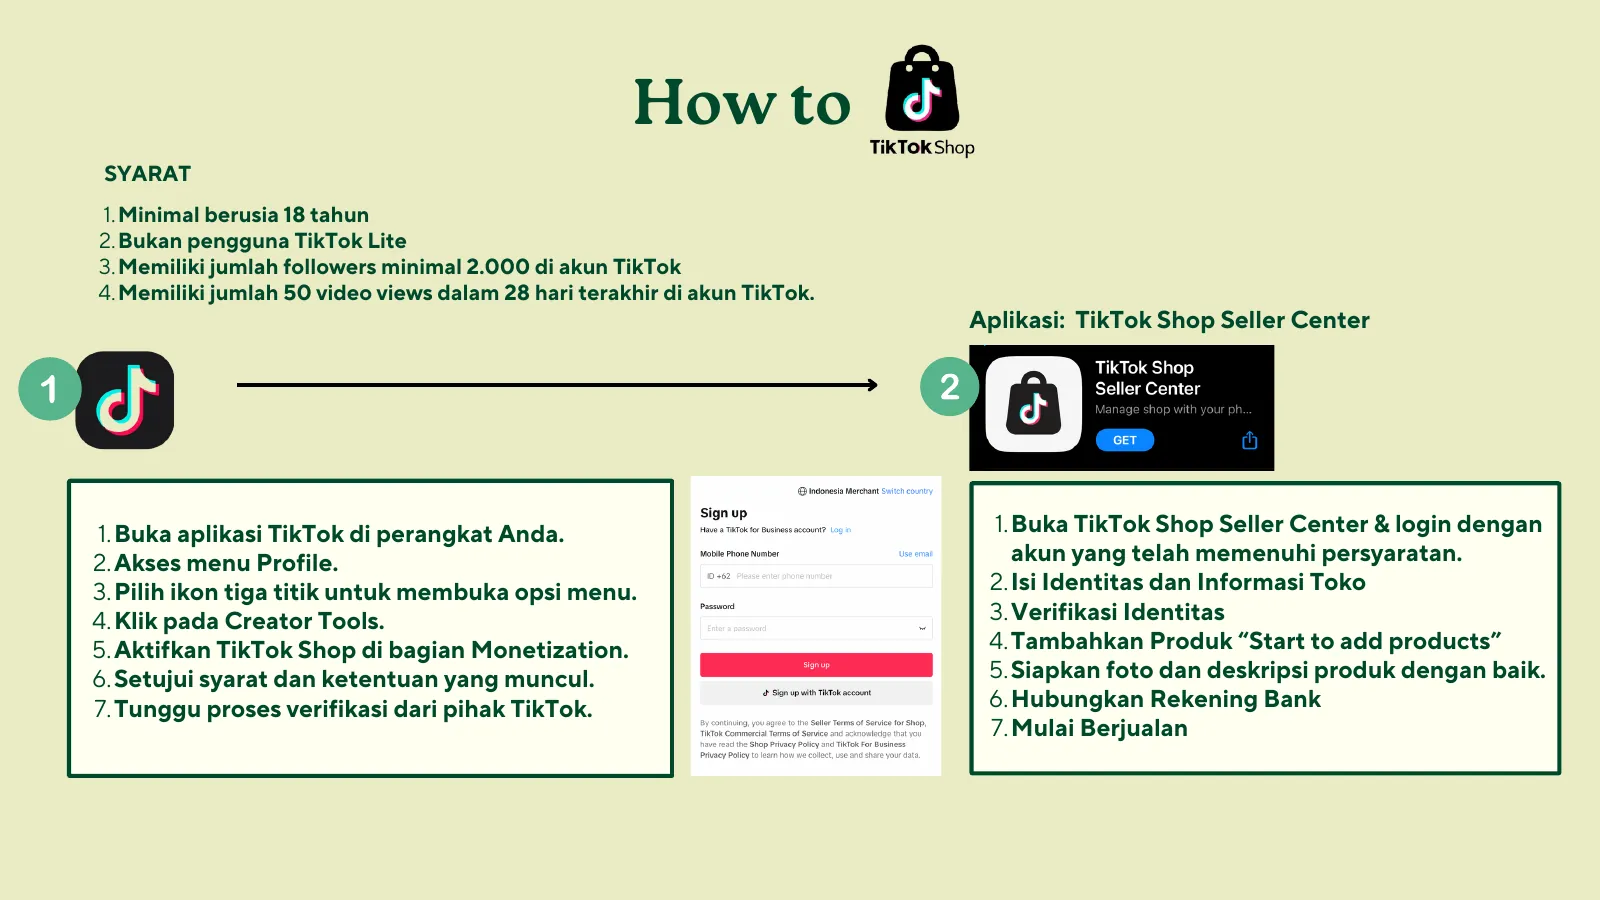 How to
TikTok Shop
SYARAT
1. Minimal berusia 18 tahun
2. Bukan pengguna TikTok Lite
3. Memiliki jumlah followers minimal 2.000 di akun TikTok
4. Memiliki jumlah 50 video views dalam 28 hari terakhir di akun TikTok.
1
Aplikasi: TikTok Shop Seller Center
2
TikTok Shop
Seller Center
Manage shop with your ph...
GET
1. Buka aplikasi TikTok di perangkat Anda.
2. Akses menu Profile.
3. Pilih ikon tiga titik untuk membuka opsi menu.
4. Klik pada Creator Tools.
5. Aktifkan TikTok Shop di bagian Monetization.
6. Setujui syarat dan ketentuan yang muncul.
7. Tunggu proses verifikasi dari pihak TikTok.
Indonesia Merchant Switch country
Sign up
Have a TikTok for Business account? Log in
Mobile Phone Number Use email
ID +62 Please enter phone number
Password
Enter a password
Sign up
Sign up with TikTok account
By continuing, you agree to the Seller Terms of Service for Shop,
TikTok Commercial Terms of Service and acknowledge that you
have read the Shop Privacy Policy and TikTok For Business
Privacy Policy to learn how we collect, use and share your data.
1. Buka TikTok Shop Seller Center & login dengan
akun yang telah memenuhi persyaratan.
2. Isi Identitas dan Informasi Toko
3. Verifikasi Identitas
4. Tambahkan Produk “Start to add products”
5. Siapkan foto dan deskripsi produk dengan baik.
6. Hubungkan Rekening Bank
7. Mulai Berjualan